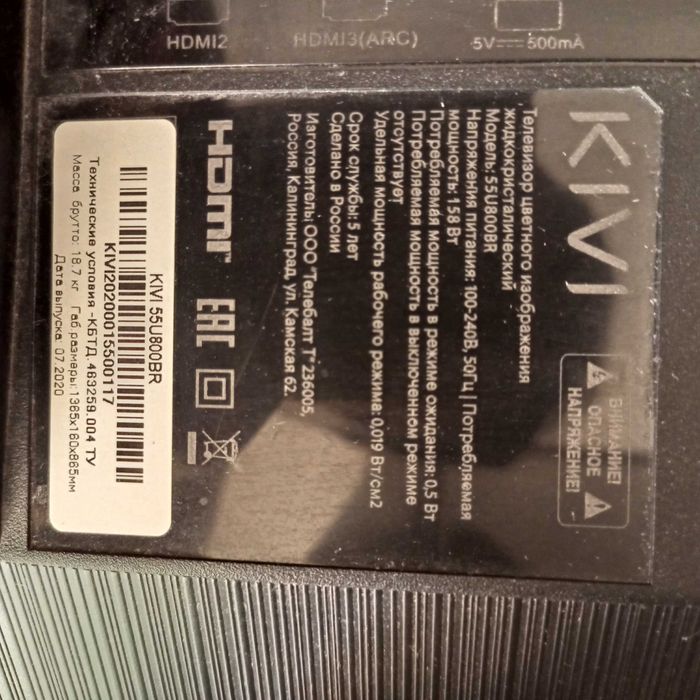 HDMI2
HDMI3(ARC)
5V 500mA
KIVI
ВНИМАНИЕ!
ОПАСНОЕ
НАПРЯЖЕНИЕ!
Телевизор цветного изображения
жидкокристалический
Модель: 55U800BR
Напряжения питания: 100-240В, 50Гц | Потребляемая
мощность: 158 Вт
Потребляемая мощность в режиме ожидания: 0,5 Вт
Потребляемая мощность в выключенном режиме
отсутствует
Удельная мощность рабочего режима: 0,019 Вт/см2
Срок службы: 5 лет
Сделано в России
Изготовитель: ООО "Телебалт Т" 236005,
Россия, Калининград, ул. Камская 62.
HDMI
EAC
KIVI 55U800BR
KIVI20200015500117
Технические условия -КБТД. 463259.004 ТУ
Масса брутто: 18.7 кг Габ.размеры: 1365x160x865мм
Дата выпуска: 07.2020